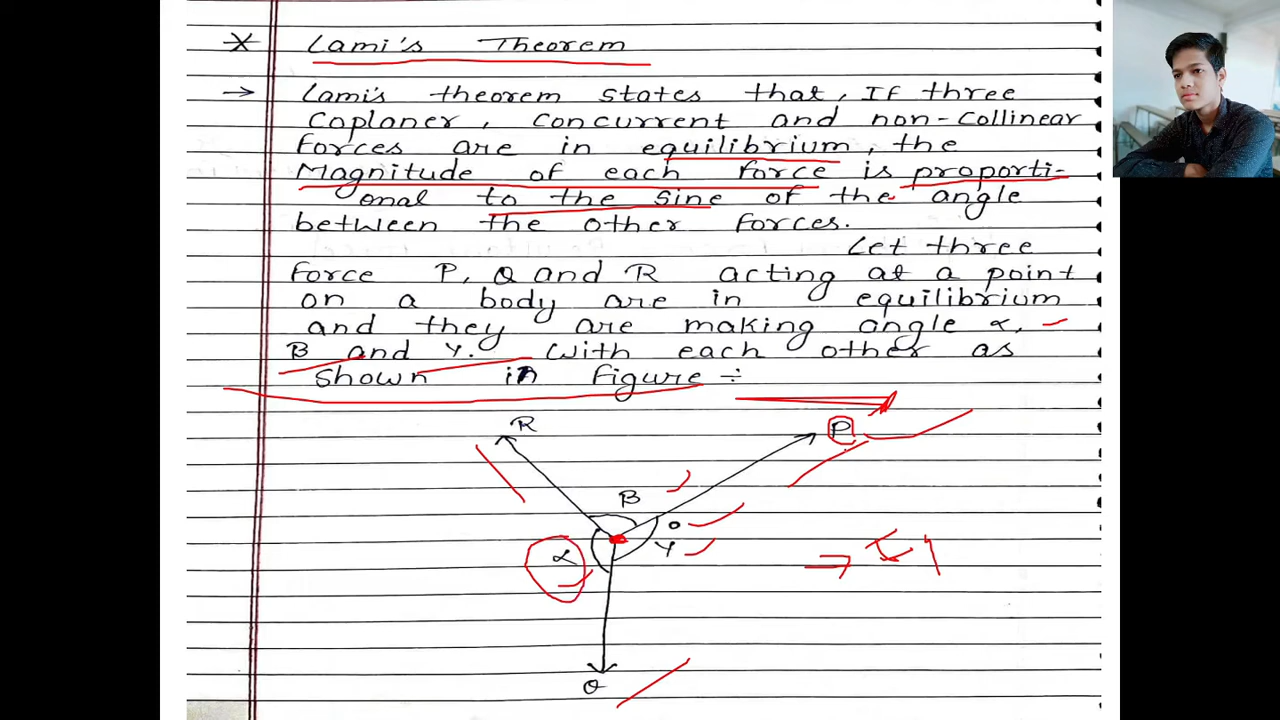 * Lami's Theorem
→ Lami's theorem states that, If three
Coplaner, concurrent and non-collinear
forces are in equilibrium, the
Magnitude of each force is proporti-
onal to the sine of the angle
between the other forces.
Let three
force P, Q and R acting at a point
on a body are in equilibrium
and they are making angle α,
β and γ. with each other as
shown in figure ÷
R
P
β
o
γ
α
Q